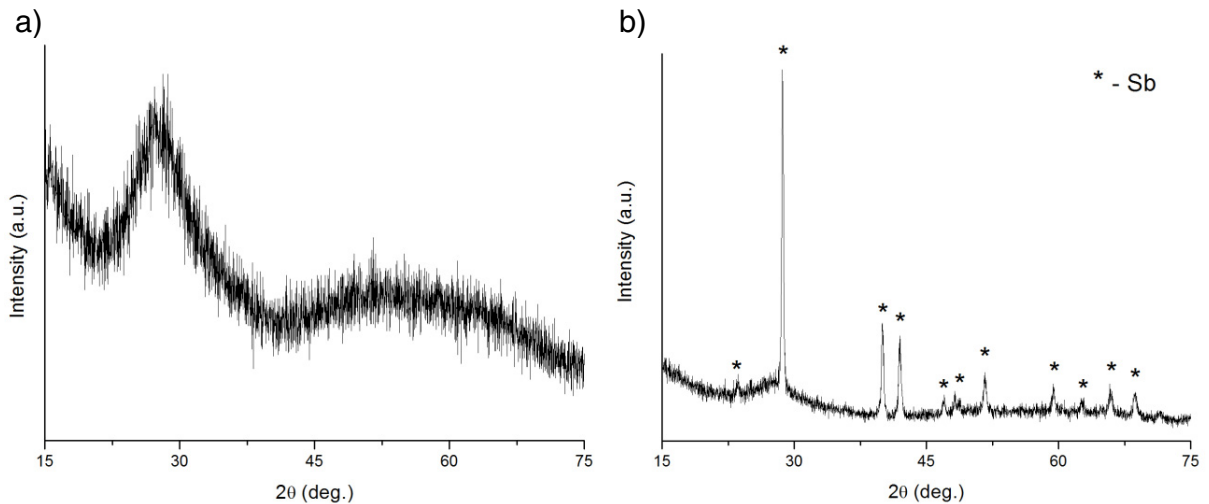 a)
Intensity (a.u.)
15 30 45 60 75
2θ (deg.)
b)
* - Sb
* * * * * * * * * *
Intensity (a.u.)
15 30 45 60 75
2θ (deg.)